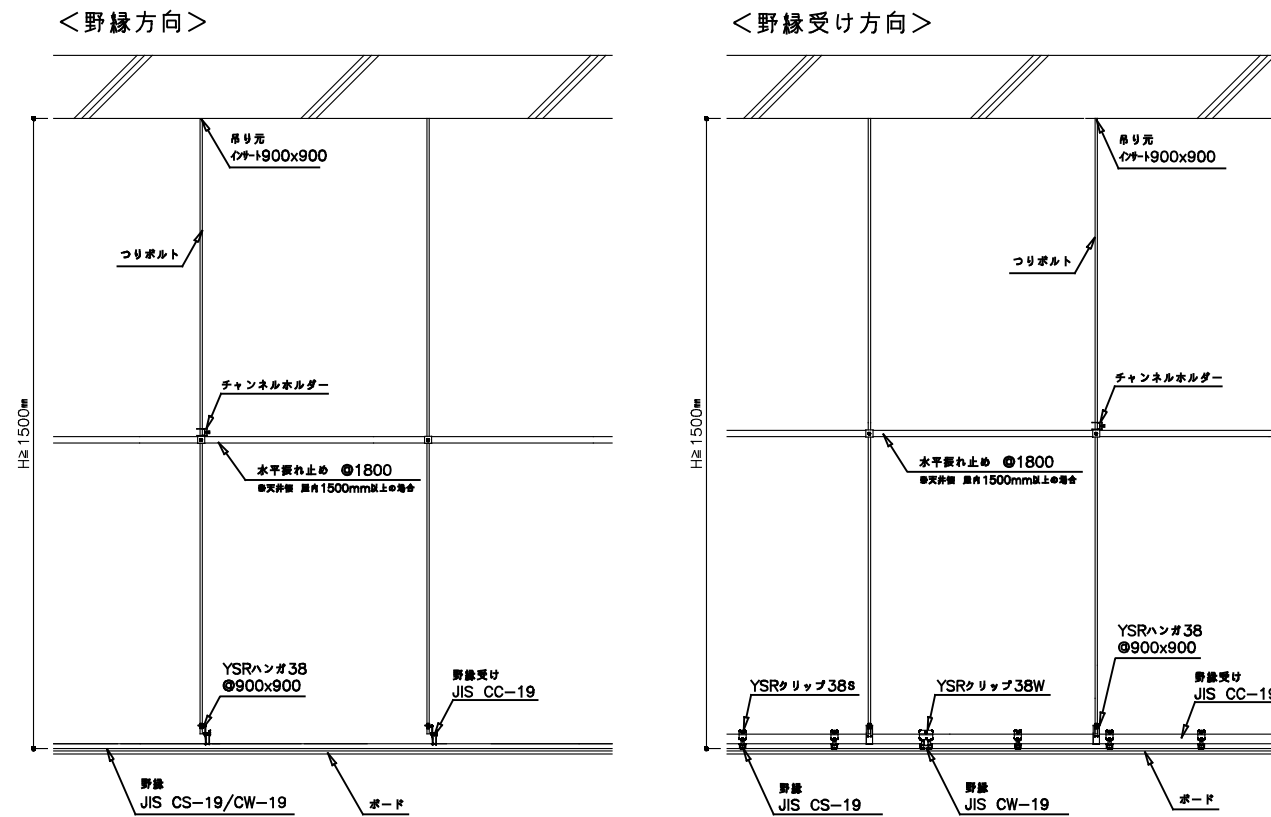 ＜野縁方向＞
吊り元
インサート900x900
つりボルト
チャンネルホルダー
H≧1500mm
水平振れ止め @1800
※天井懐 屋内1500mm以上の場合
YSRハンガ38
@900x900
野縁受け
JIS CC-19
野縁
JIS CS-19/CW-19
ボード
＜野縁受け方向＞
吊り元
インサート900x900
つりボルト
チャンネルホルダー
H≧1500mm
水平振れ止め @1800
※天井懐 屋内1500mm以上の場合
YSRハンガ38
@900x900
YSRクリップ38S
YSRクリップ38W
野縁受け
JIS CC-19
野縁
JIS CS-19
野縁
JIS CW-19
ボード